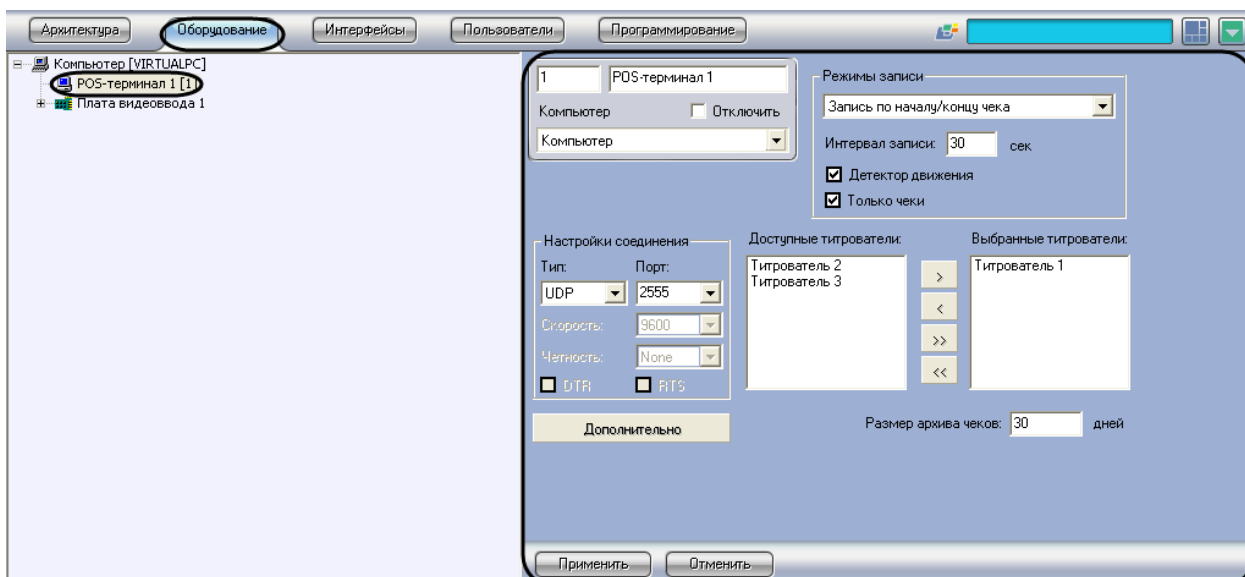 Архитектура Оборудование Интерфейсы Пользователи Программирование
Компьютер [VIRTUALPC]
POS-терминал 1 [1]
Плата видеоввода 1
1 POS-терминал 1
Компьютер Отключить
Компьютер
Режимы записи
Запись по началу/концу чека
Интервал записи: 30 сек
Детектор движения
Только чеки
Настройки соединения
Тип: Порт:
UDP 2555
Скорость: 9600
Четность: None
DTR RTS
Дополнительно
Доступные титрователи: Выбранные титрователи:
Титрователь 2
Титрователь 3
>
<
>>
<<
Титрователь 1
Размер архива чеков: 30 дней
Применить Отменить